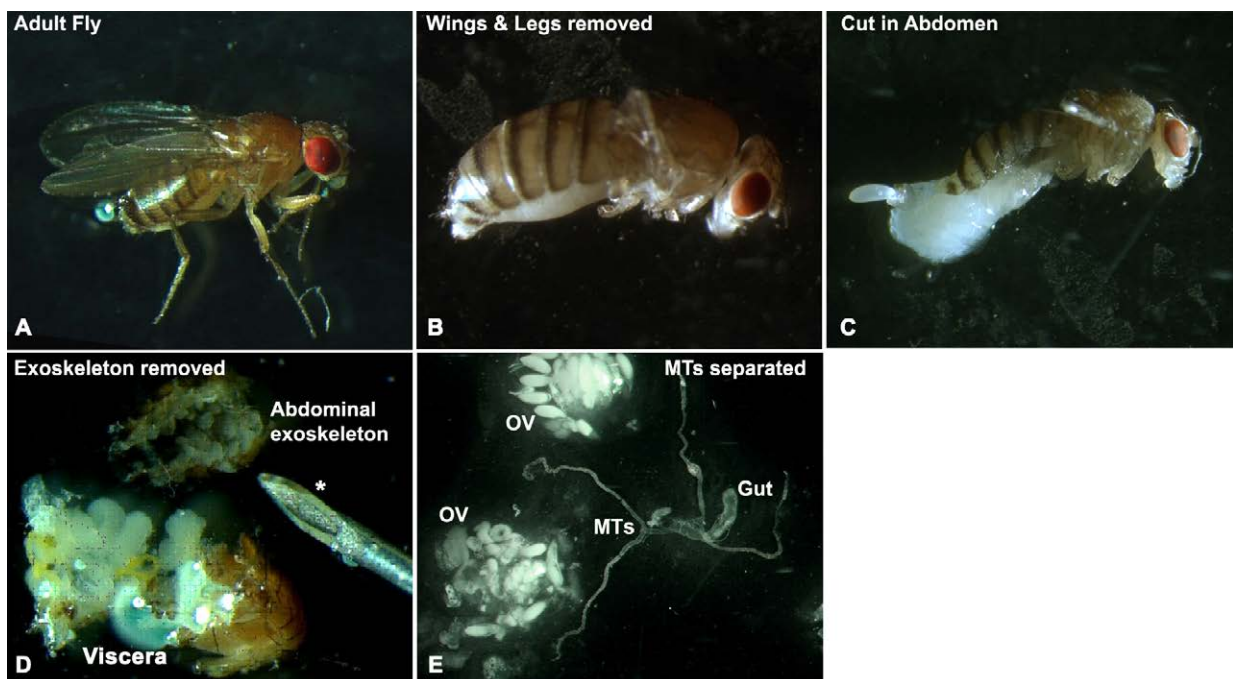 Adult Fly
A
Wings & Legs removed
B
Cut in Abdomen
C
Exoskeleton removed
Abdominal
exoskeleton
*
Viscera
D
MTs separated
OV
OV
MTs
Gut
E